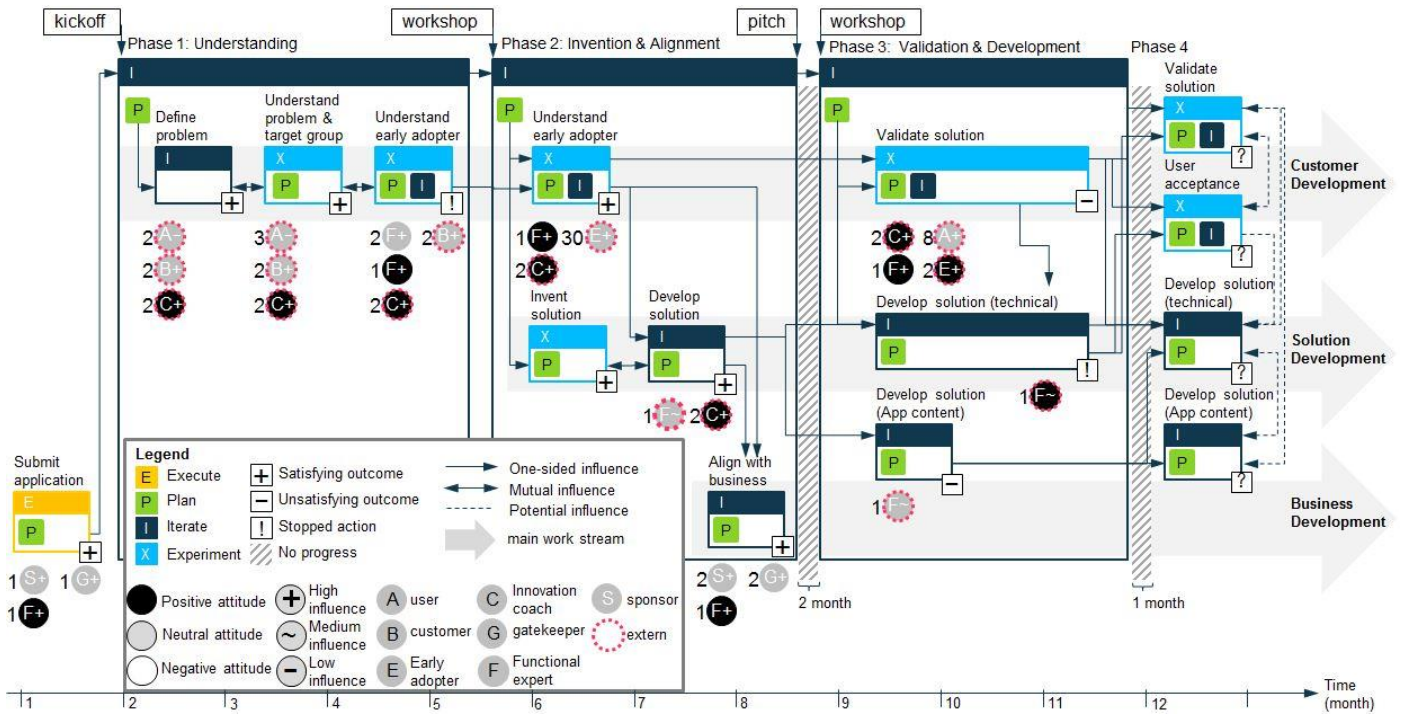 kickoff
workshop
pitch
workshop
Phase 1: Understanding
Phase 2: Invention & Alignment
Phase 3: Validation & Development
Phase 4
I
I
I
Validate
solution
X
P I
?
P
Define
problem
I
+
Understand
problem &
target group
X
P
+
Understand
early adopter
X
P I
!
2 A-
2 B+
2 C+
3 A+
2 B+
2 C+
2 F+ 2 B+
1 F+
2 C+
P
Understand
early adopter
X
P I
+
1 F+ 30 E+
2 C+
Invent
solution
X
P
+
Develop
solution
I
P
+
1 F~ 2 C+
Align with
business
I
P
+
2 S+ 2 G+
1 F+
P
Validate solution
X
P I
−
2 C+ 8 A+
1 F+ 2 E+
Develop solution (technical)
I
P
!
1 F~
Develop solution
(App content)
I
P
−
1 F~
User
acceptance
X
P I
?
Develop solution
(technical)
I
P
?
Develop solution
(App content)
I
P
?
Customer
Development
Solution
Development
Business
Development
Submit
application
E
P
+
1 S+ 1 G+
1 F+
Legend
E Execute
P Plan
I Iterate
X Experiment
+ Satisfying outcome
− Unsatisfying outcome
! Stopped action
No progress
One-sided influence
Mutual influence
Potential influence
main work stream
Positive attitude
Neutral attitude
Negative attitude
+ High
influence
~ Medium
influence
− Low
influence
A user
B customer
E Early
adopter
C Innovation
coach
G gatekeeper
F Functional
expert
S sponsor
extern
2 month
1 month
1 2 3 4 5 6 7 8 9 10 11 12
Time
(month)